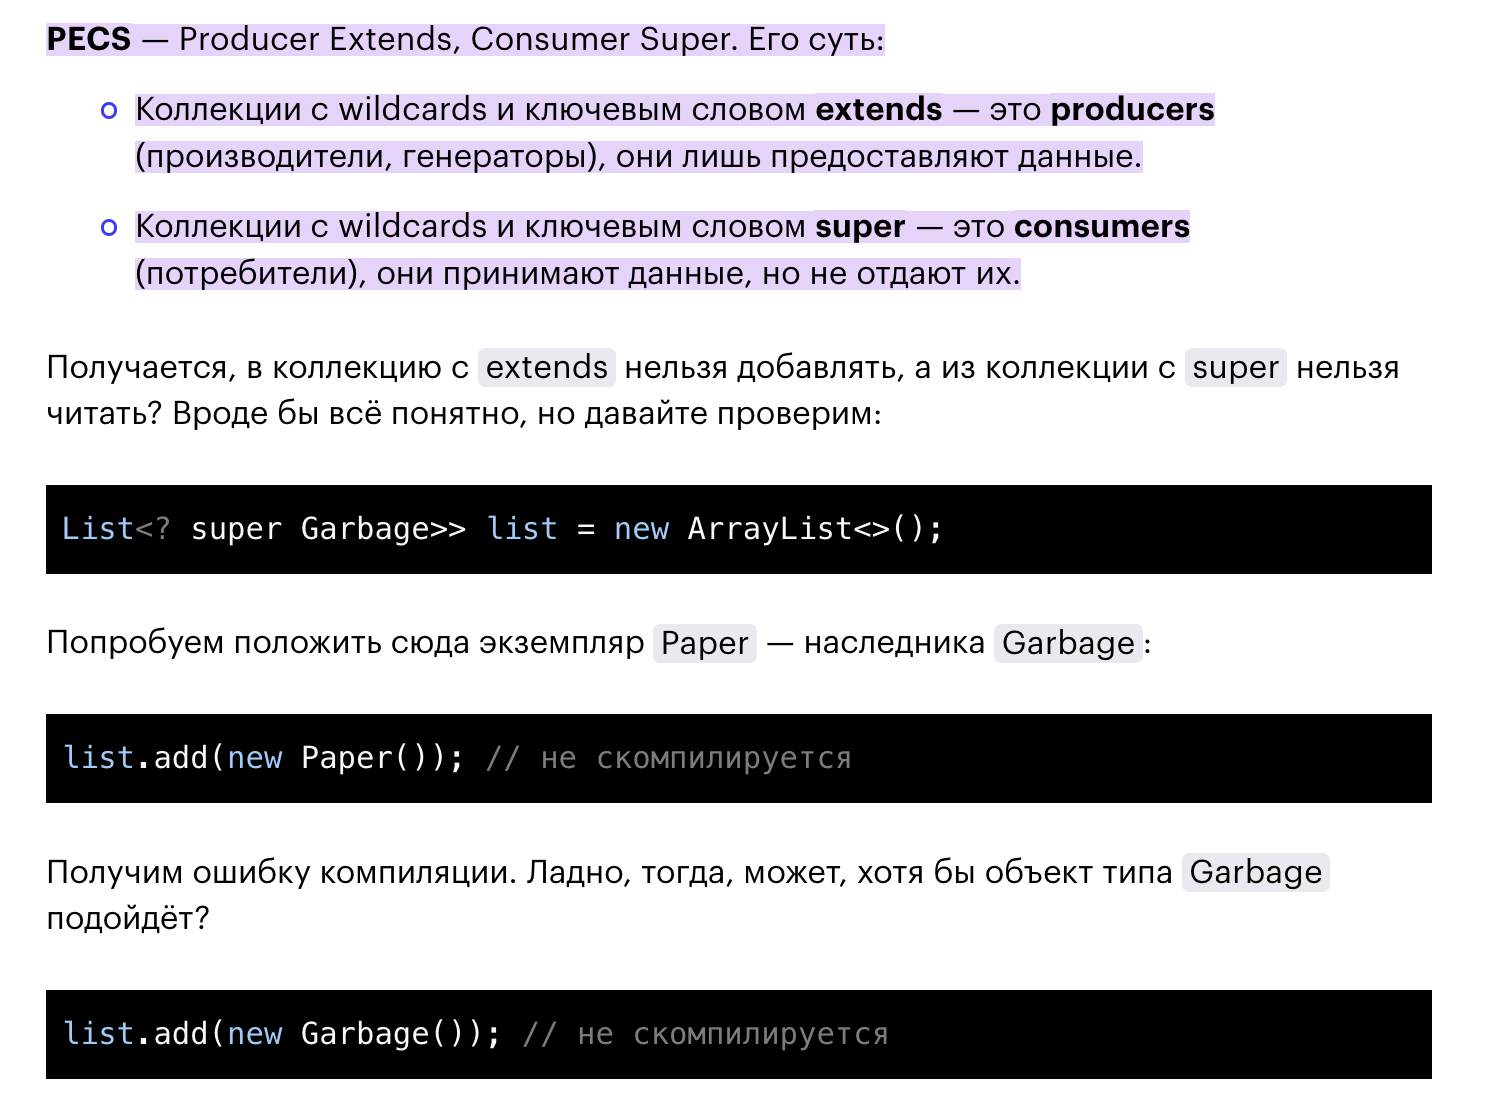 PECS — Producer Extends, Consumer Super. Его суть:
Коллекции с wildcards и ключевым словом extends — это producers
(производители, генераторы), они лишь предоставляют данные.
Коллекции с wildcards и ключевым словом super — это consumers
(потребители), они принимают данные, но не отдают их.
Получается, в коллекцию с extends нельзя добавлять, а из коллекции с super нельзя
читать? Вроде бы всё понятно, но давайте проверим:
List<? super Garbage>> list = new ArrayList<>();
Попробуем положить сюда экземпляр Paper — наследника Garbage:
list.add(new Paper()); // не скомпилируется
Получим ошибку компиляции. Ладно, тогда, может, хотя бы объект типа Garbage
подойдёт?
list.add(new Garbage()); // не скомпилируется